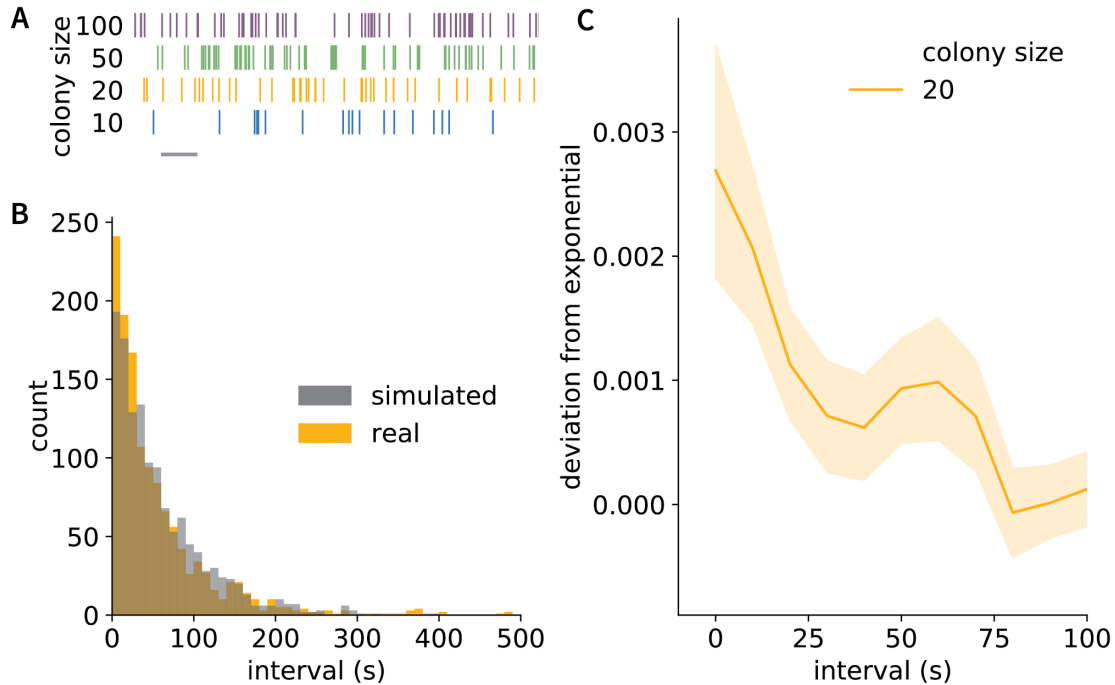 A
colony size
100
50
20
10
B
count
250
200
150
100
50
0
simulated
real
0 100 200 300 400 500
interval (s)
C
deviation from exponential
colony size
20
0.003
0.002
0.001
0.000
0 25 50 75 100
interval (s)